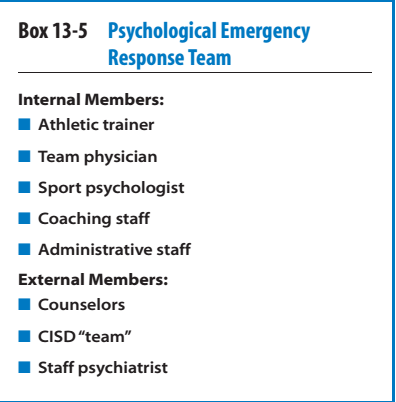 Box 13-5 Psychological Emergency
Response Team
Internal Members:
■ Athletic trainer
■ Team physician
■ Sport psychologist
■ Coaching staff
■ Administrative staff
External Members:
■ Counselors
■ CISD “team”
■ Staff psychiatrist